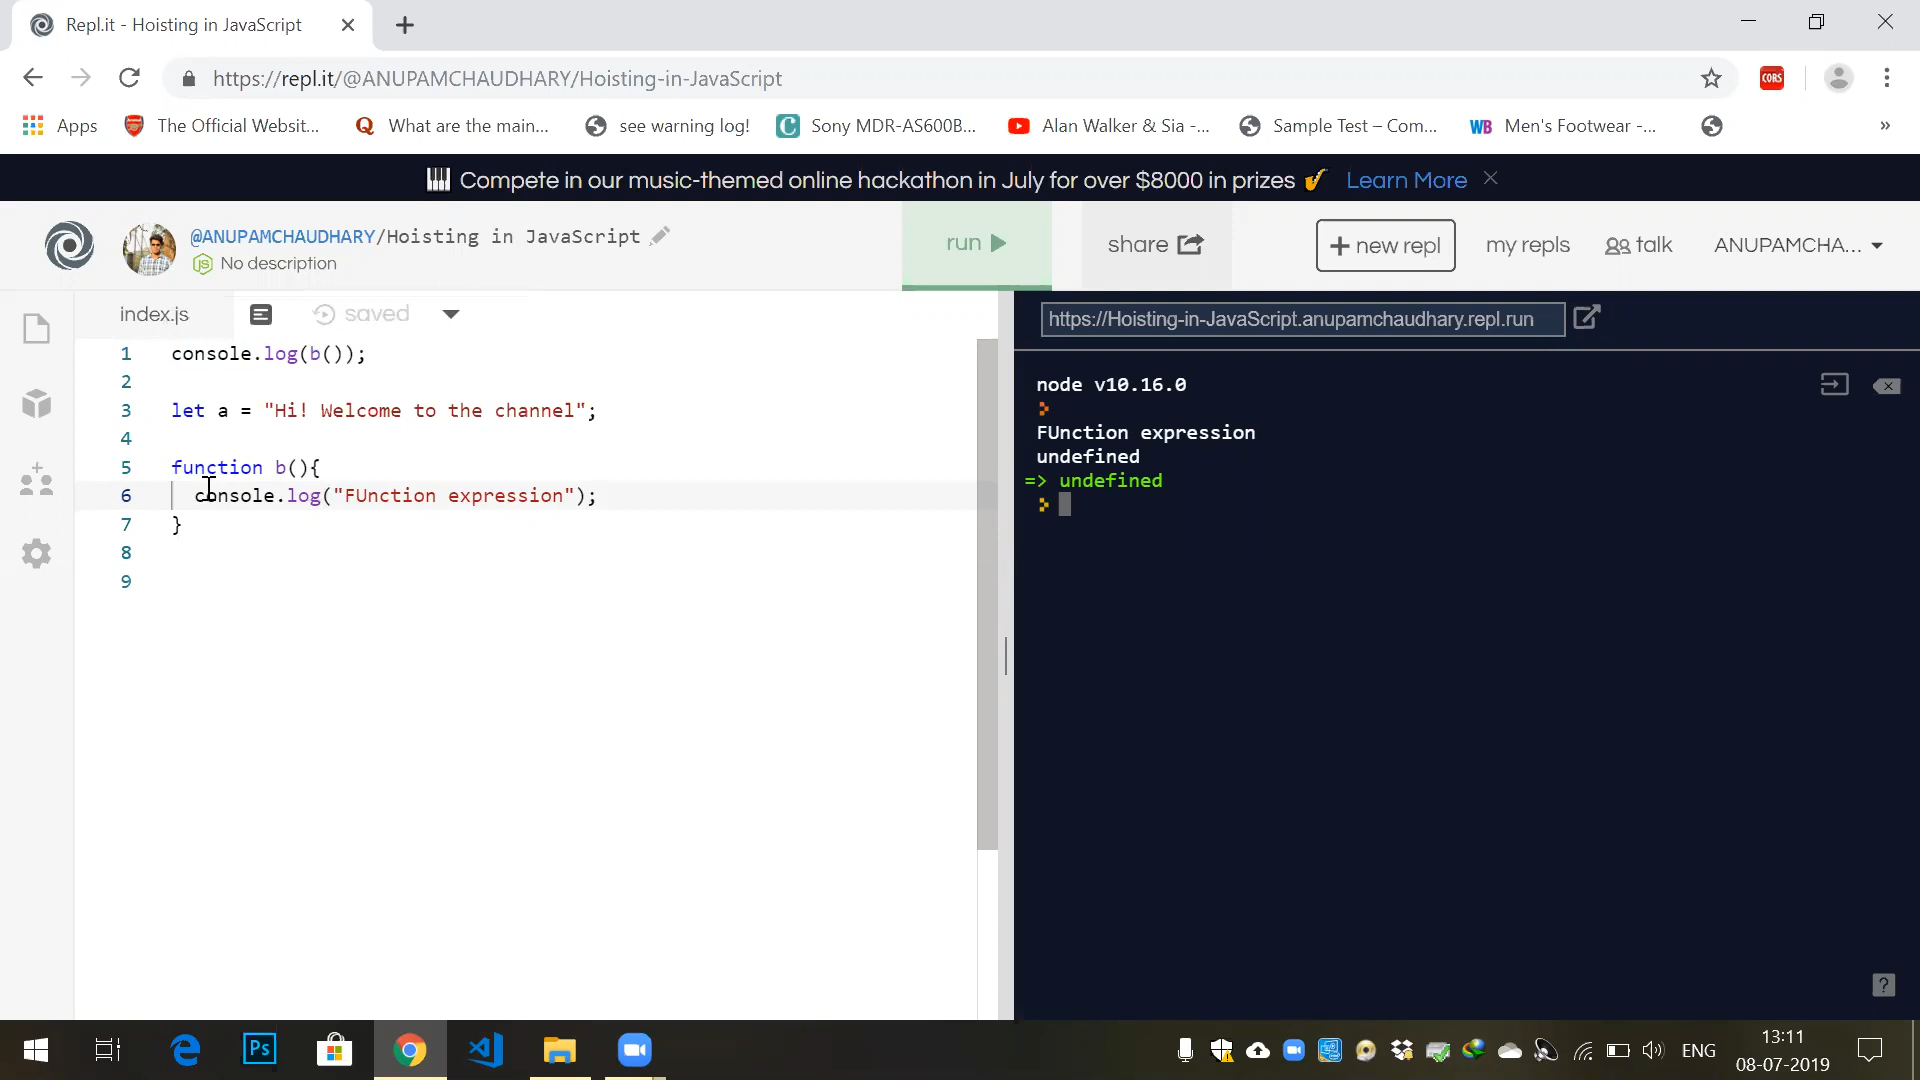 Repl.it - Hoisting in JavaScript
https://repl.it/@ANUPAMCHAUDHARY/Hoisting-in-JavaScript
CORS
Apps
The Official Websit...
What are the main...
see warning log!
Sony MDR-AS600B...
Alan Walker & Sia -...
Sample Test – Com...
WB Men's Footwear -...
»
Compete in our music-themed online hackathon in July for over $8000 in prizes Learn More
@ANUPAMCHAUDHARY/Hoisting in JavaScript
No description
run
share
+ new repl
my repls
talk
ANUPAMCHA...
index.js
saved
https://Hoisting-in-JavaScript.anupamchaudhary.repl.run
1 console.log(b());
2
3 let a = "Hi! Welcome to the channel";
4
5 function b(){
6 console.log("FUnction expression");
7 }
8
9
node v10.16.0
FUnction expression
undefined
=> undefined
?
Ps
ENG
13:11
08-07-2019